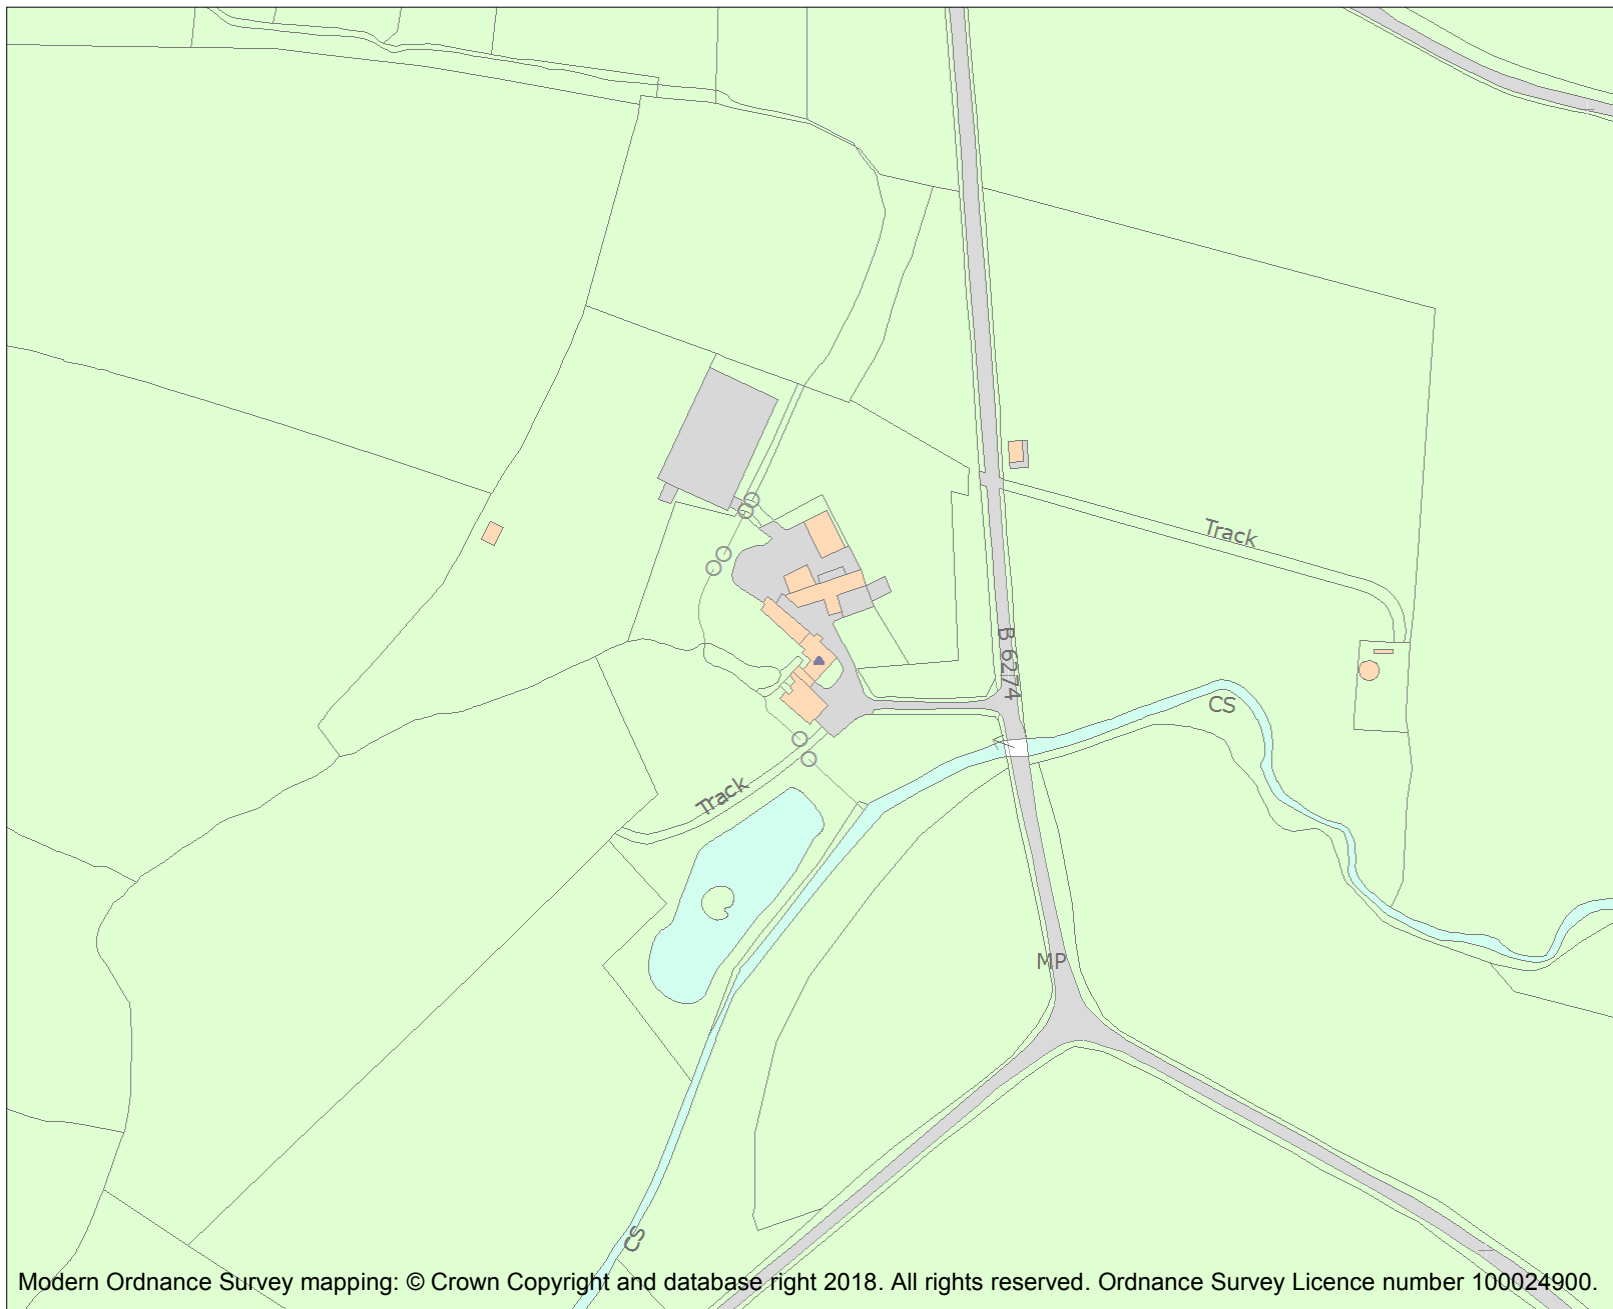 Track
B 6274
CS
Track
MP
CS
Modern Ordnance Survey mapping: © Crown Copyright and database right 2018. All rights reserved. Ordnance Survey Licence number 100024900.